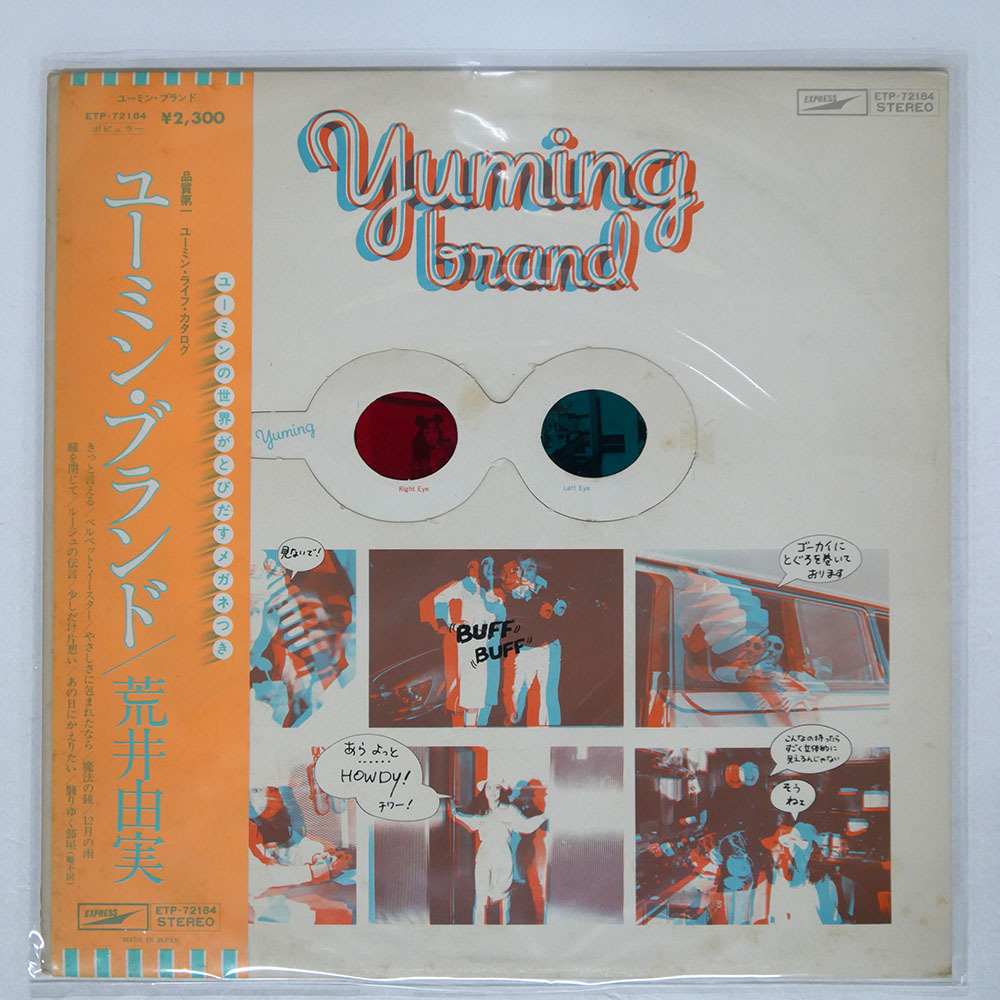 ユーミン・ブランド
ETP-72184 ¥2,300
ポピュラー
ユーミン・ブランド/荒井由実
品質第一 ユーミン・ライフ・カタログ
ユーミンの世界がとびだすメガネつき
きっと言える/ベルベット・イースター/やさしさに包まれたなら/魔法の鏡/12月の雨
瞳を閉じて/ルージュの伝言/少しだけ片想い/あの日にかえりたい/翳りゆく部屋(順不同)
EXPRESS
ETP-72184
STEREO
MADE IN JAPAN
Yuming
brand
EXPRESS
ETP-72184
STEREO
yuming
Right Eye
Left Eye
見ないで!
"BUFF"
"BUFF"
ゴーカイに
とぐろを巻いて
おります
あら よっと
......
HOWDY!
チワー!
こんなの持ったら
すごく立体的に
見えるんじゃない
そう
ねェ